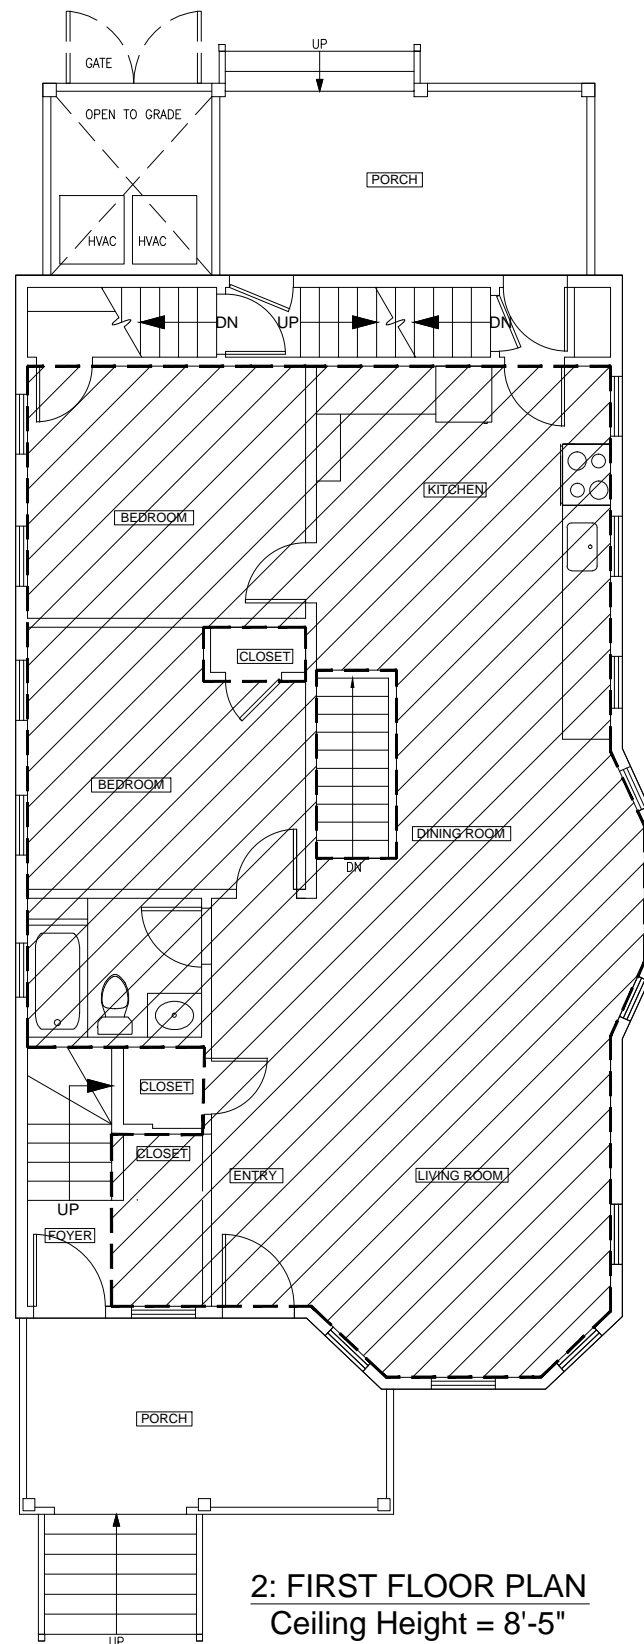 UP
GATE
OPEN TO GRADE
PORCH
HVAC HVAC
DN UP DN
KITCHEN
BEDROOM
CLOSET
BEDROOM
DINING ROOM
DN
CLOSET
CLOSET
ENTRY LIVING ROOM
UP
FOYER
PORCH
2: FIRST FLOOR PLAN
Ceiling Height = 8'-5"
UP